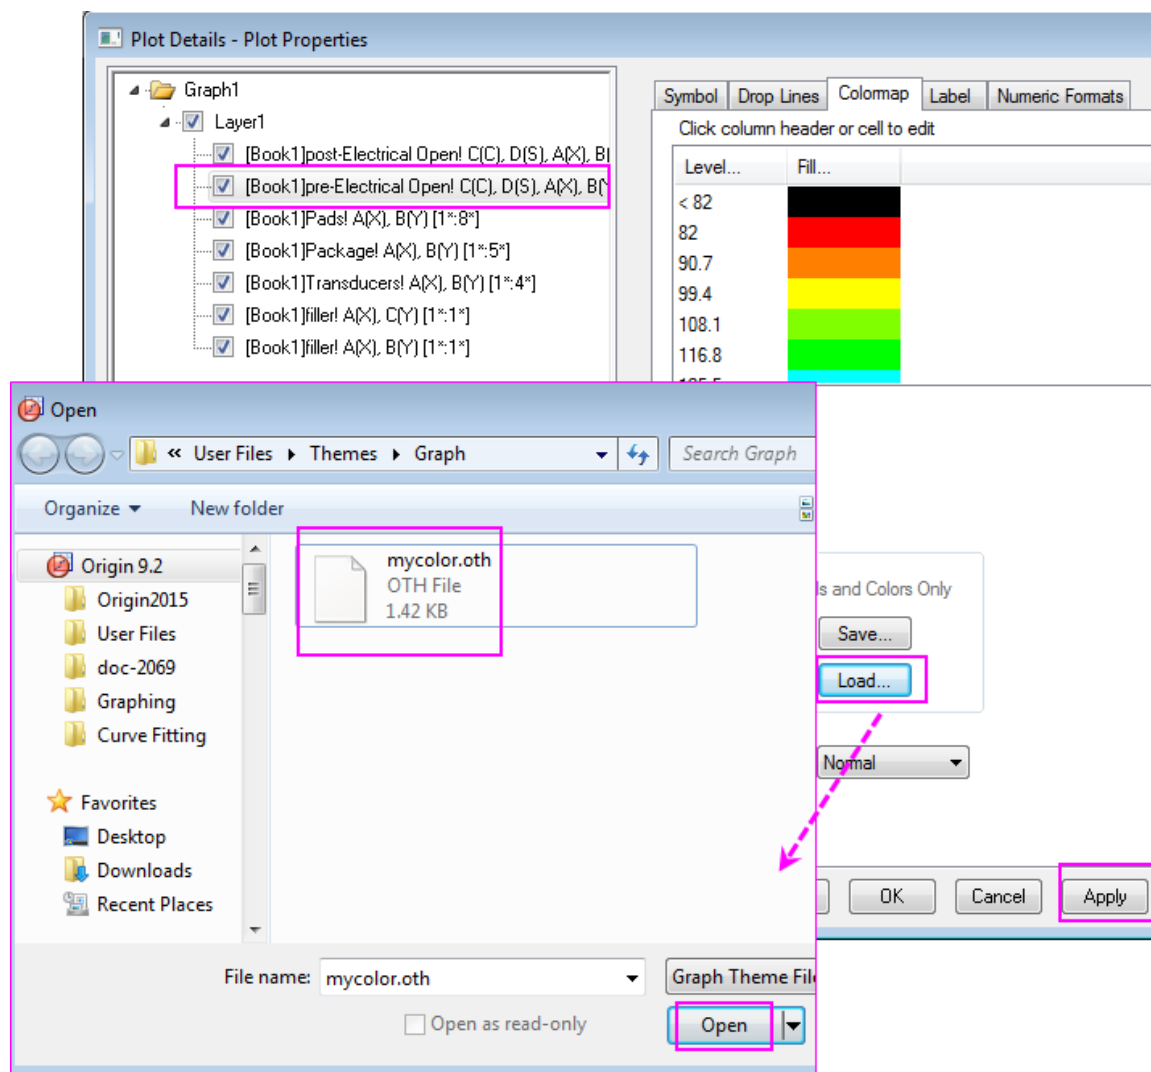 Plot Details - Plot Properties
Graph1
Layer1
[Book1]post-Electrical Open! C(C), D(S), A(X), B(
[Book1]pre-Electrical Open! C(C), D(S), A(X), B(Y
[Book1]Pads! A(X), B(Y) [1*:8*]
[Book1]Package! A(X), B(Y) [1*:5*]
[Book1]Transducers! A(X), B(Y) [1*:4*]
[Book1]filler! A(X), C(Y) [1*:1*]
[Book1]filler! A(X), B(Y) [1*:1*]
Symbol Drop Lines Colormap Label Numeric Formats
Click column header or cell to edit
Level... Fill...
< 82
82
90.7
99.4
108.1
116.8
Open
« User Files Themes Graph
Search Graph
Organize New folder
Origin 9.2
Origin2015
User Files
doc-2069
Graphing
Curve Fitting
Favorites
Desktop
Downloads
Recent Places
mycolor.oth
OTH File
1.42 KB
ls and Colors Only
Save...
Load...
Normal
OK Cancel Apply
File name: mycolor.oth
Graph Theme File
Open as read-only
Open